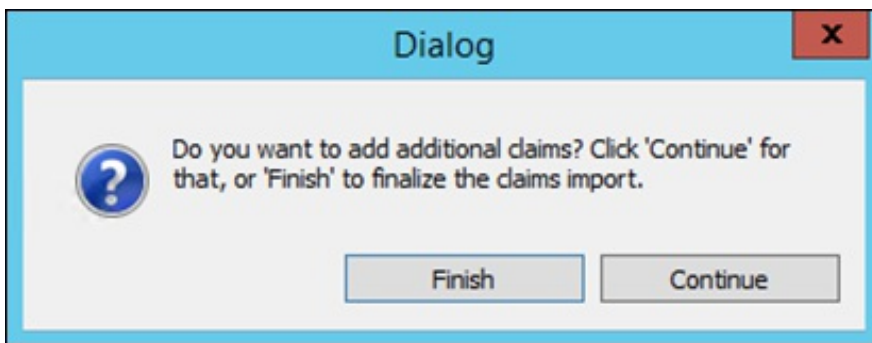 Dialog
x
Do you want to add additional claims? Click 'Continue' for
that, or 'Finish' to finalize the claims import.
Finish
Continue